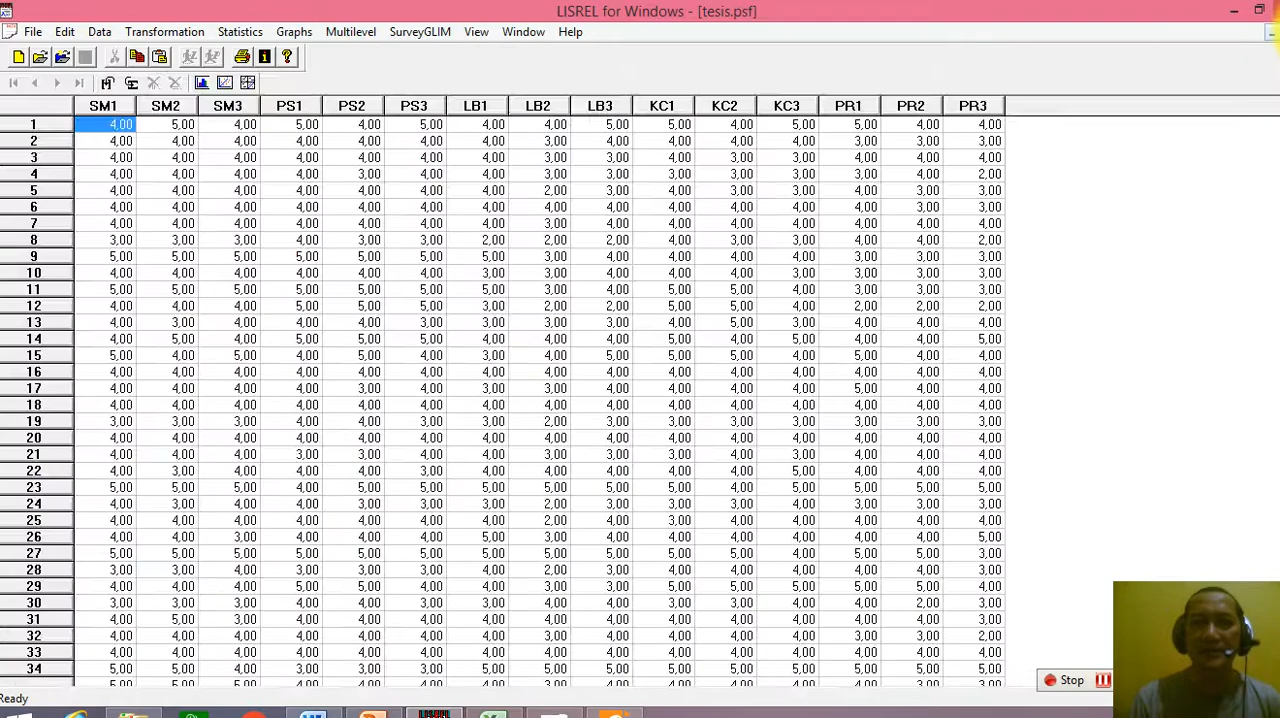 LISREL for Windows - [tesis.psf]
File Edit Data Transformation Statistics Graphs Multilevel SurveyGLIM View Window Help
SM1 SM2 SM3 PS1 PS2 PS3 LB1 LB2 LB3 KC1 KC2 KC3 PR1 PR2 PR3
1 4,00 5,00 4,00 5,00 4,00 5,00 4,00 4,00 5,00 5,00 4,00 5,00 5,00 4,00 4,00
2 4,00 4,00 4,00 4,00 4,00 4,00 4,00 3,00 4,00 4,00 4,00 4,00 3,00 3,00 3,00
3 4,00 4,00 4,00 4,00 4,00 4,00 4,00 3,00 3,00 4,00 3,00 3,00 4,00 4,00 4,00
4 4,00 4,00 4,00 4,00 3,00 4,00 4,00 3,00 3,00 4,00 3,00 3,00 3,00 4,00 2,00
5 4,00 4,00 4,00 4,00 4,00 4,00 4,00 2,00 3,00 3,00 3,00 3,00 4,00 3,00 3,00
6 4,00 4,00 4,00 4,00 4,00 4,00 4,00 4,00 4,00 4,00 4,00 4,00 4,00 3,00 3,00
7 4,00 4,00 4,00 4,00 4,00 4,00 4,00 3,00 4,00 4,00 4,00 4,00 4,00 4,00 4,00
8 3,00 3,00 3,00 4,00 3,00 3,00 2,00 2,00 2,00 4,00 3,00 3,00 4,00 4,00 2,00
9 5,00 5,00 5,00 5,00 5,00 5,00 5,00 3,00 4,00 4,00 4,00 4,00 3,00 3,00 3,00
10 4,00 4,00 4,00 4,00 4,00 4,00 3,00 3,00 4,00 4,00 4,00 3,00 3,00 3,00 3,00
11 5,00 5,00 5,00 5,00 5,00 5,00 5,00 4,00 4,00 5,00 5,00 5,00 3,00 3,00 4,00
12 4,00 4,00 4,00 5,00 5,00 5,00 3,00 2,00 2,00 5,00 5,00 4,00 2,00 2,00 2,00
13 4,00 3,00 4,00 4,00 4,00 3,00 3,00 3,00 3,00 4,00 5,00 3,00 4,00 4,00 4,00
14 4,00 5,00 4,00 5,00 5,00 5,00 4,00 4,00 4,00 5,00 4,00 5,00 4,00 4,00 5,00
15 5,00 4,00 5,00 5,00 4,00 4,00 3,00 4,00 5,00 5,00 5,00 4,00 5,00 4,00 4,00
16 4,00 4,00 4,00 4,00 4,00 4,00 4,00 4,00 4,00 4,00 4,00 4,00 4,00 4,00 4,00
17 4,00 4,00 4,00 4,00 3,00 4,00 3,00 3,00 4,00 4,00 4,00 4,00 5,00 4,00 4,00
18 4,00 4,00 4,00 4,00 4,00 4,00 4,00 4,00 4,00 4,00 4,00 4,00 4,00 4,00 4,00
19 3,00 3,00 3,00 4,00 4,00 3,00 3,00 2,00 3,00 4,00 3,00 3,00 3,00 3,00 4,00
20 4,00 4,00 4,00 4,00 4,00 4,00 4,00 4,00 4,00 4,00 4,00 4,00 4,00 4,00 4,00
21 4,00 4,00 4,00 3,00 3,00 4,00 4,00 3,00 3,00 4,00 3,00 4,00 3,00 4,00 4,00
22 4,00 3,00 4,00 4,00 4,00 3,00 4,00 3,00 4,00 4,00 4,00 5,00 4,00 4,00 4,00
23 5,00 5,00 5,00 5,00 5,00 5,00 5,00 5,00 5,00 5,00 4,00 5,00 5,00 5,00 5,00
24 4,00 3,00 4,00 4,00 3,00 3,00 3,00 2,00 3,00 3,00 3,00 4,00 3,00 3,00 4,00
25 4,00 4,00 4,00 4,00 4,00 4,00 4,00 2,00 4,00 3,00 4,00 4,00 4,00 4,00 4,00
26 4,00 4,00 3,00 4,00 4,00 4,00 5,00 3,00 4,00 4,00 4,00 4,00 4,00 4,00 5,00
27 5,00 5,00 5,00 5,00 5,00 5,00 5,00 5,00 5,00 5,00 5,00 4,00 5,00 5,00 3,00
28 3,00 3,00 4,00 3,00 3,00 4,00 4,00 2,00 3,00 4,00 4,00 4,00 4,00 4,00 3,00
29 4,00 4,00 4,00 5,00 5,00 4,00 4,00 3,00 4,00 5,00 5,00 5,00 5,00 5,00 4,00
30 3,00 3,00 3,00 4,00 4,00 3,00 3,00 4,00 4,00 3,00 3,00 4,00 4,00 2,00 3,00
31 4,00 5,00 3,00 4,00 4,00 4,00 4,00 4,00 4,00 4,00 4,00 4,00 4,00 4,00 3,00
32 4,00 4,00 4,00 4,00 4,00 4,00 4,00 3,00 4,00 4,00 4,00 4,00 3,00 3,00 2,00
33 4,00 4,00 4,00 4,00 4,00 4,00 4,00 4,00 4,00 4,00 4,00 4,00 4,00 4,00 4,00
34 5,00 5,00 4,00 3,00 3,00 3,00 5,00 5,00 5,00 5,00 5,00 5,00 5,00 5,00 5,00
Stop
Ready